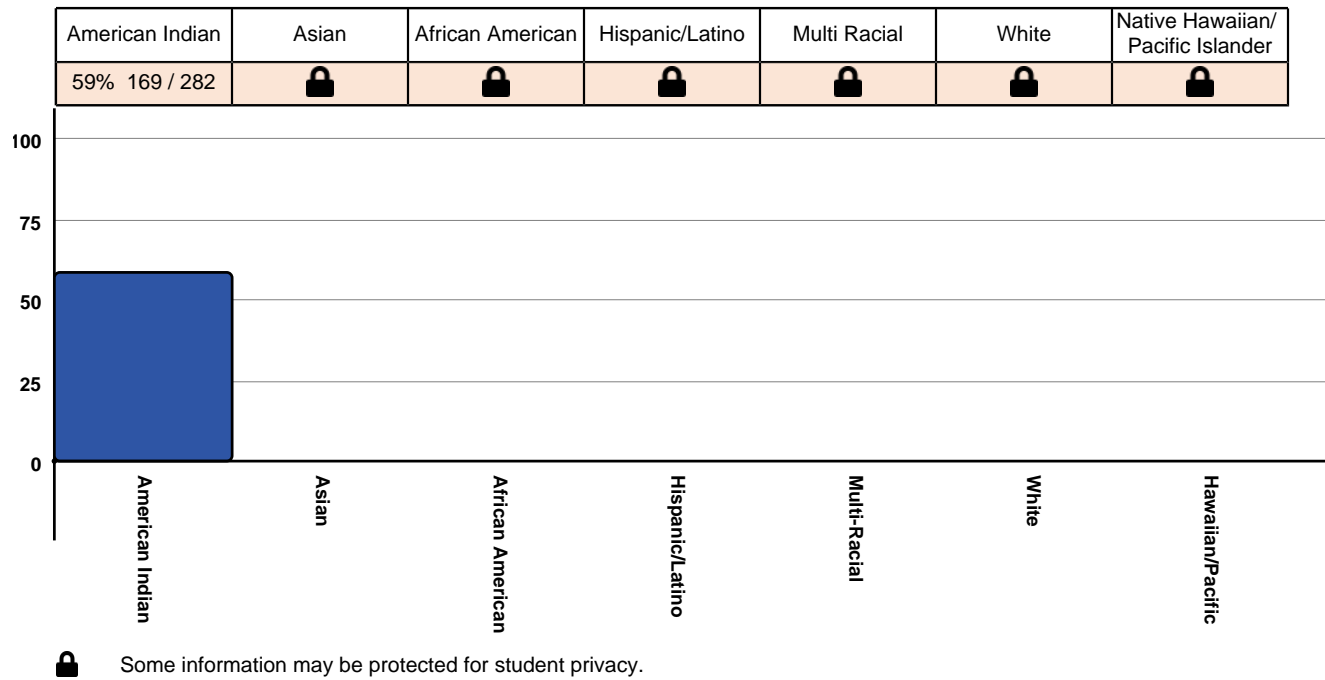 American Indian Asian African American Hispanic/Latino Multi Racial White Native Hawaiian/
Pacific Islander
59% 169 / 282
100
75
50
25
0
American Indian
Asian
African American
Hispanic/Latino
Multi-Racial
White
Hawaiian/Pacific
Some information may be protected for student privacy.